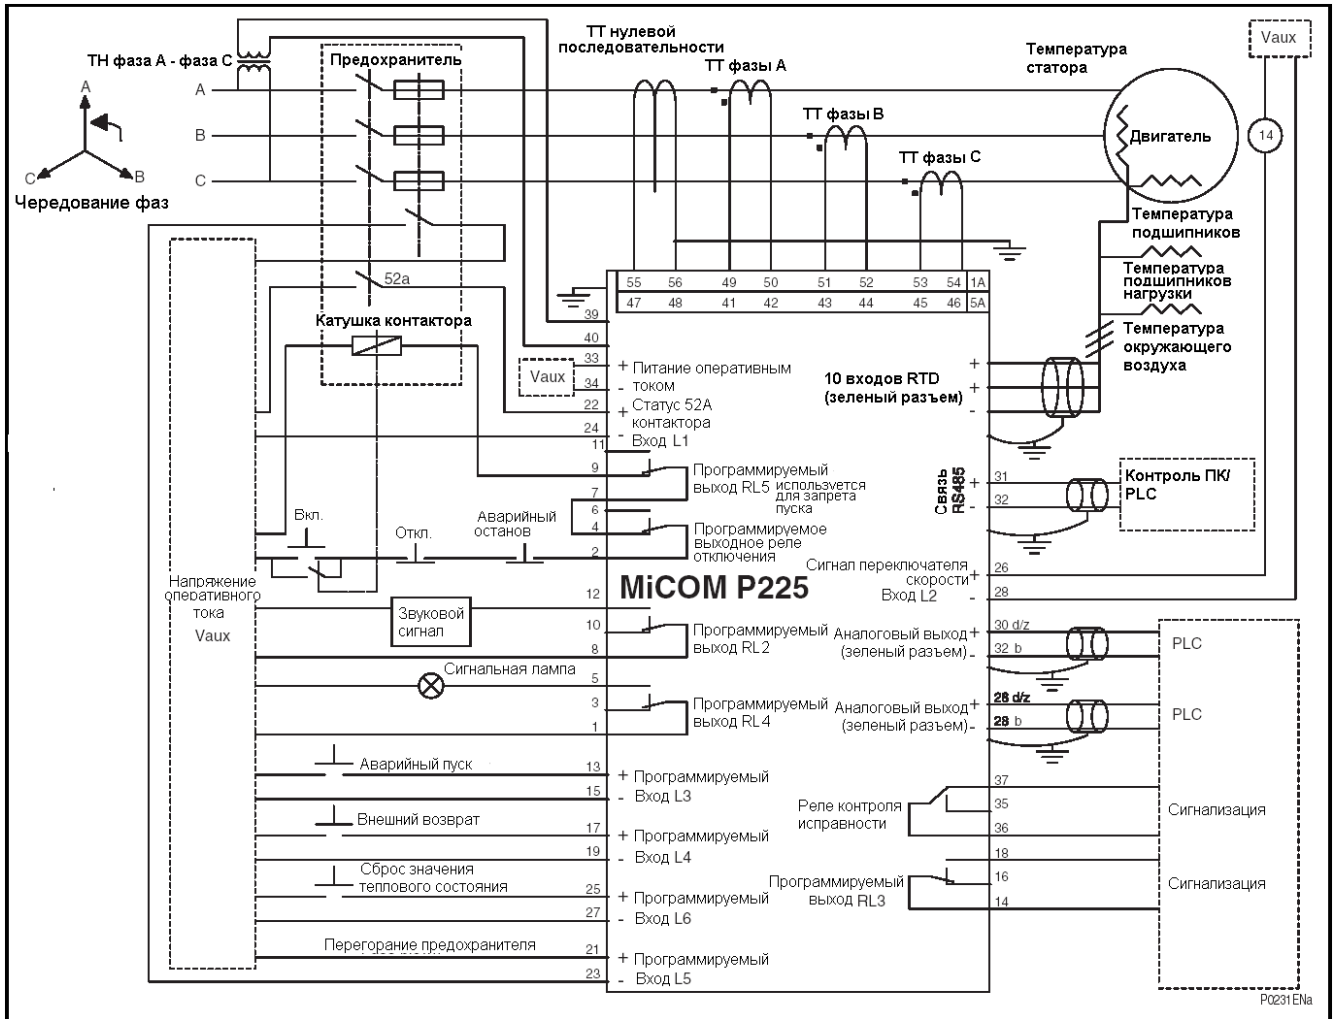 ТТ нулевой
последовательности
Температура
статора
Vaux
ТН фаза А - фаза С
Предохранитель
ТТ фазы А
A
A
ТТ фазы В
B
Двигатель
14
ТТ фазы С
C
B
C
Чередование фаз
Температура
подшипников
52a
Температура
подшипников
нагрузки
55 56 49 50 51 52 53 54 1A
47 48 41 42 43 44 45 46 5A
Катушка контактора
39
Температура
окружающего
воздуха
40
33
+ Питание оперативным
Vaux
34
- током
10 входов RTD
(зеленый разъем)
+
+
-
22
+ Статус 52А
контактора
24
- Вход L1
11
9
Программируемый
выход RL5 используется
для запрета
пуска
7
6
4
Программируемое
выходное реле
отключения
2
Связь
RS485
+ 31
- 32
Контроль ПК/
PLC
Вкл.
Откл.
Аварийный
останов
Напряжение
оперативного
тока
Vaux
MiCOM P225
Сигнал переключателя
скорости
Вход L2
+ 26
- 28
12
Звуковой
сигнал
10
Программируемый
выход RL2
8
Аналоговый выход
(зеленый разъем)
+ 30 d/z
- 32 b
PLC
Сигнальная лампа
5
3
Программируемый
выход RL4
1
Аналоговый выход
(зеленый разъем)
+ 28 d/z
- 28 b
PLC
Аварийный пуск
13
+ Программируемый
15
- Вход L3
Реле контроля
исправности
37
35
36
Сигнализация
Внешний возврат
17
+ Программируемый
19
- Вход L4
Сброс значения
теплового состояния
25
+ Программируемый
27
- Вход L6
Программируемый
выход RL3
18
16
14
Сигнализация
Перегорание предохранителя
21
+ Программируемый
23
- Вход L5
P0231ENa